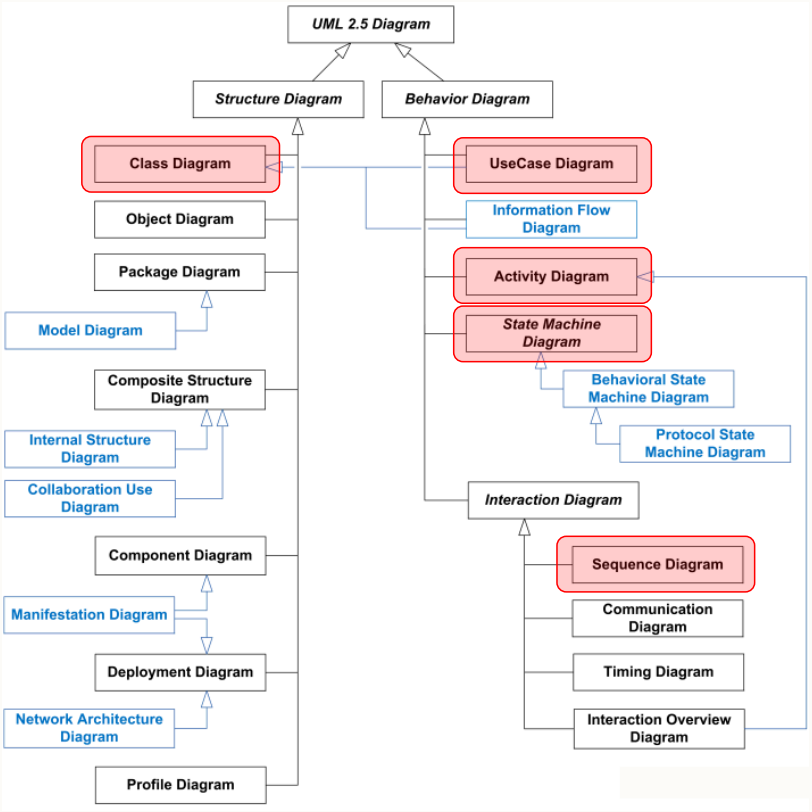 UML 2.5 Diagram
Structure Diagram
Behavior Diagram
Class Diagram
UseCase Diagram
Object Diagram
Information Flow
Diagram
Package Diagram
Activity Diagram
Model Diagram
State Machine
Diagram
Composite Structure
Diagram
Behavioral State
Machine Diagram
Internal Structure
Diagram
Protocol State
Machine Diagram
Collaboration Use
Diagram
Interaction Diagram
Component Diagram
Sequence Diagram
Manifestation Diagram
Communication
Diagram
Deployment Diagram
Timing Diagram
Network Architecture
Diagram
Interaction Overview
Diagram
Profile Diagram